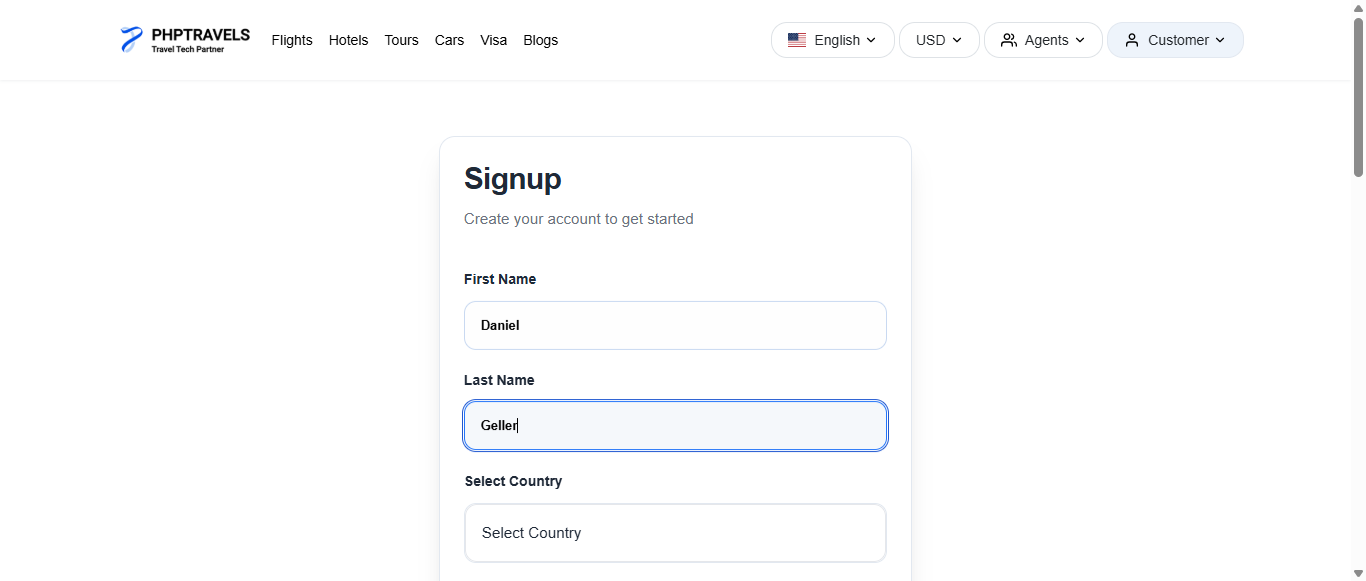 PHPTRAVELS
Travel Tech Partner
Flights Hotels Tours Cars Visa Blogs
English USD Agents Customer
Signup
Create your account to get started
First Name
Daniel
Last Name
Geller
Select Country
Select Country